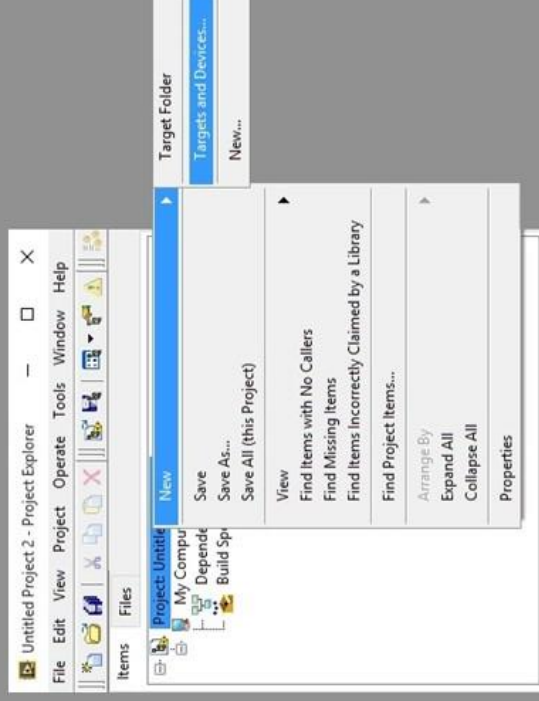 Untitled Project 2 - Project Explorer
File Edit View Project Operate Tools Window Help
Items Files
Project: Untitle
My Compu
Depende
Build Spe
New
Save
Save As...
Save All (this Project)
View
Find Items with No Callers
Find Missing Items
Find Items Incorrectly Claimed by a Library
Find Project Items...
Arrange By
Expand All
Collapse All
Properties
Target Folder
Targets and Devices...
New...